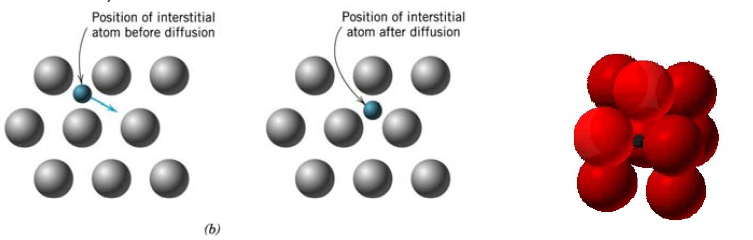 Position of interstitial
atom before diffusion
Position of interstitial
atom after diffusion
(b)